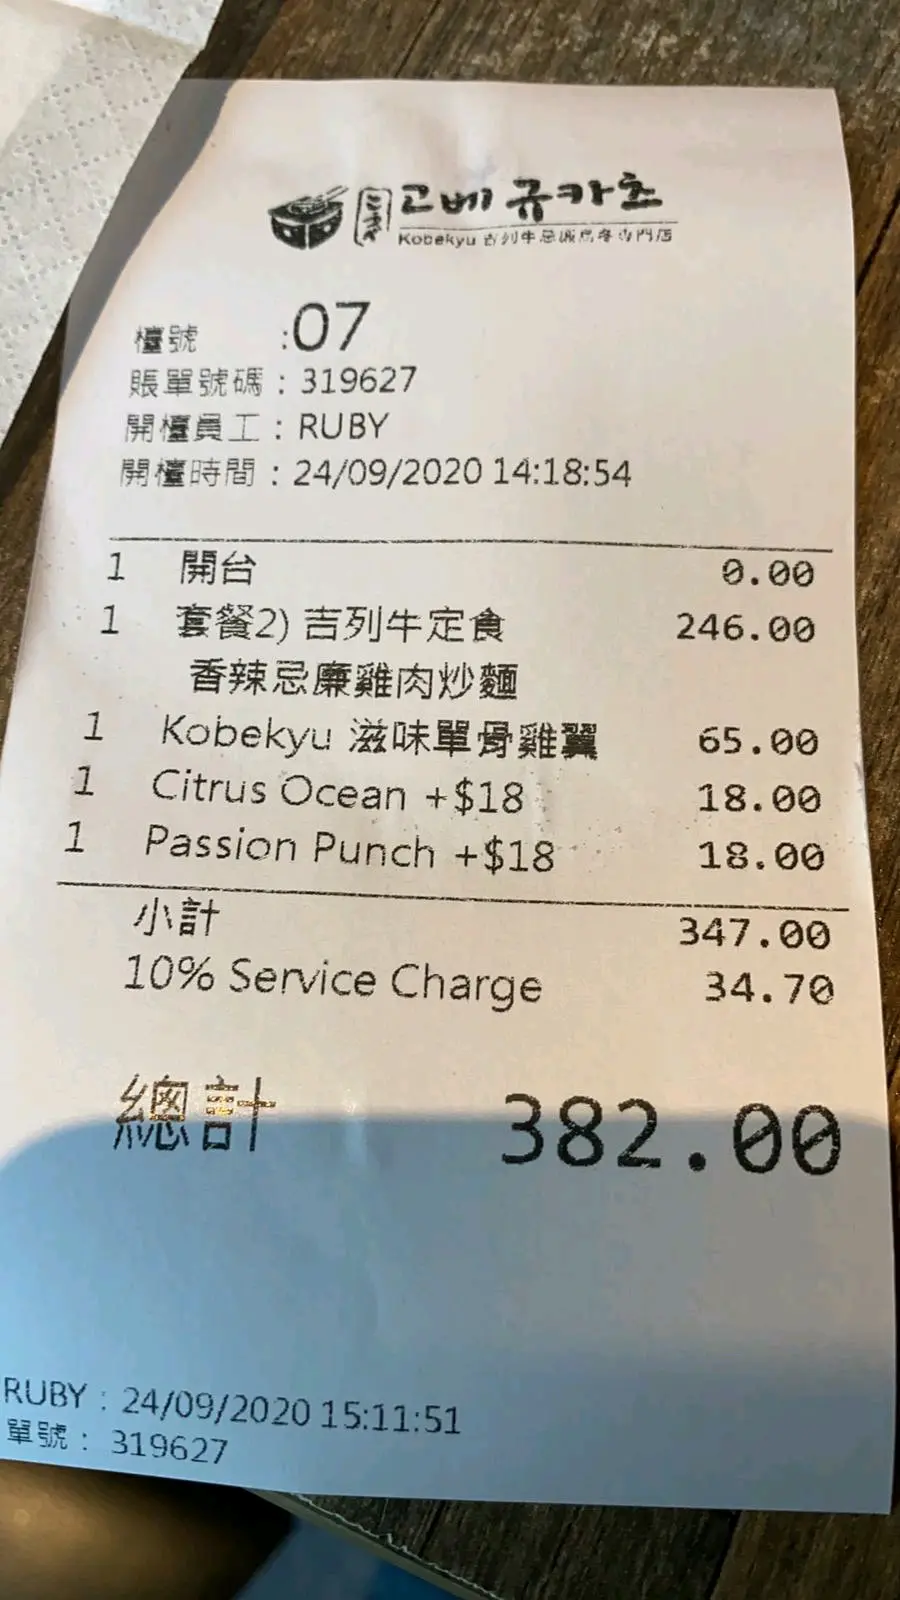 고베 규카츠
Kobekyu 吉列牛忌廉烏冬專門店
檯號 :07
賬單號碼 : 319627
開檯員工 : RUBY
開檯時間 : 24/09/2020 14:18:54
1 開台 0.00
1 套餐2) 吉列牛定食 246.00
香辣忌廉雞肉炒麵
1 Kobekyu 滋味單骨雞翼 65.00
1 Citrus Ocean +$18 18.00
1 Passion Punch +$18 18.00
小計 347.00
10% Service Charge 34.70
總計 382.00
RUBY : 24/09/2020 15:11:51
單號 : 319627